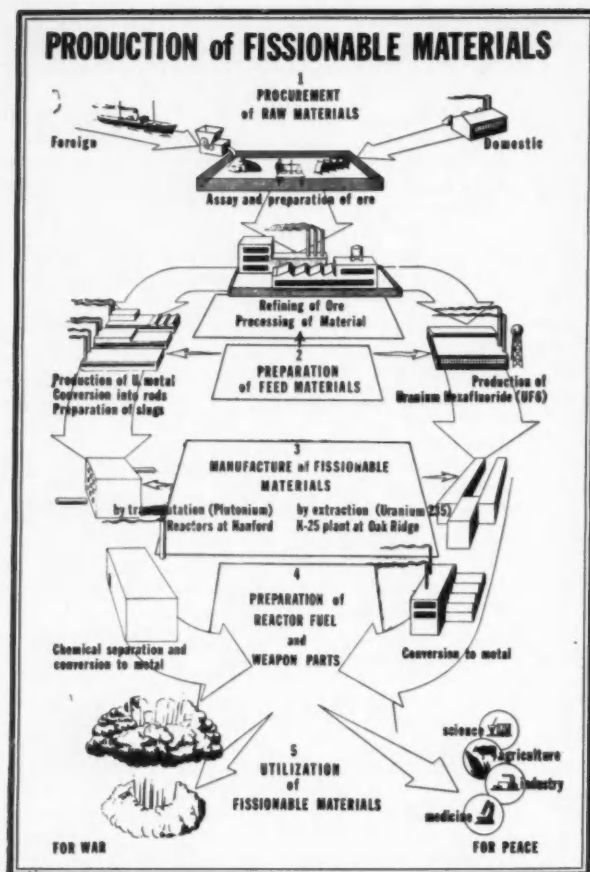 PRODUCTION of FISSIONABLE MATERIALS
1
PROCUREMENT
of RAW MATERIALS
Foreign
Domestic
Assay and preparation of ore
Refining of Ore
Processing of Material
2
PREPARATION
of FEED MATERIALS
Production of U metal
Conversion into rods
Preparation of slugs
Production of
Uranium Hexafluoride (UF6)
3
MANUFACTURE of FISSIONABLE
MATERIALS
by transmutation (Plutonium)
Reactors at Hanford
by extraction (Uranium 235)
K-25 plant at Oak Ridge
4
PREPARATION of
REACTOR FUEL
and
WEAPON PARTS
Chemical separation and
conversion to metal
Conversion to metal
5
UTILIZATION
of
FISSIONABLE MATERIALS
science
agriculture
industry
medicine
FOR WAR
FOR PEACE